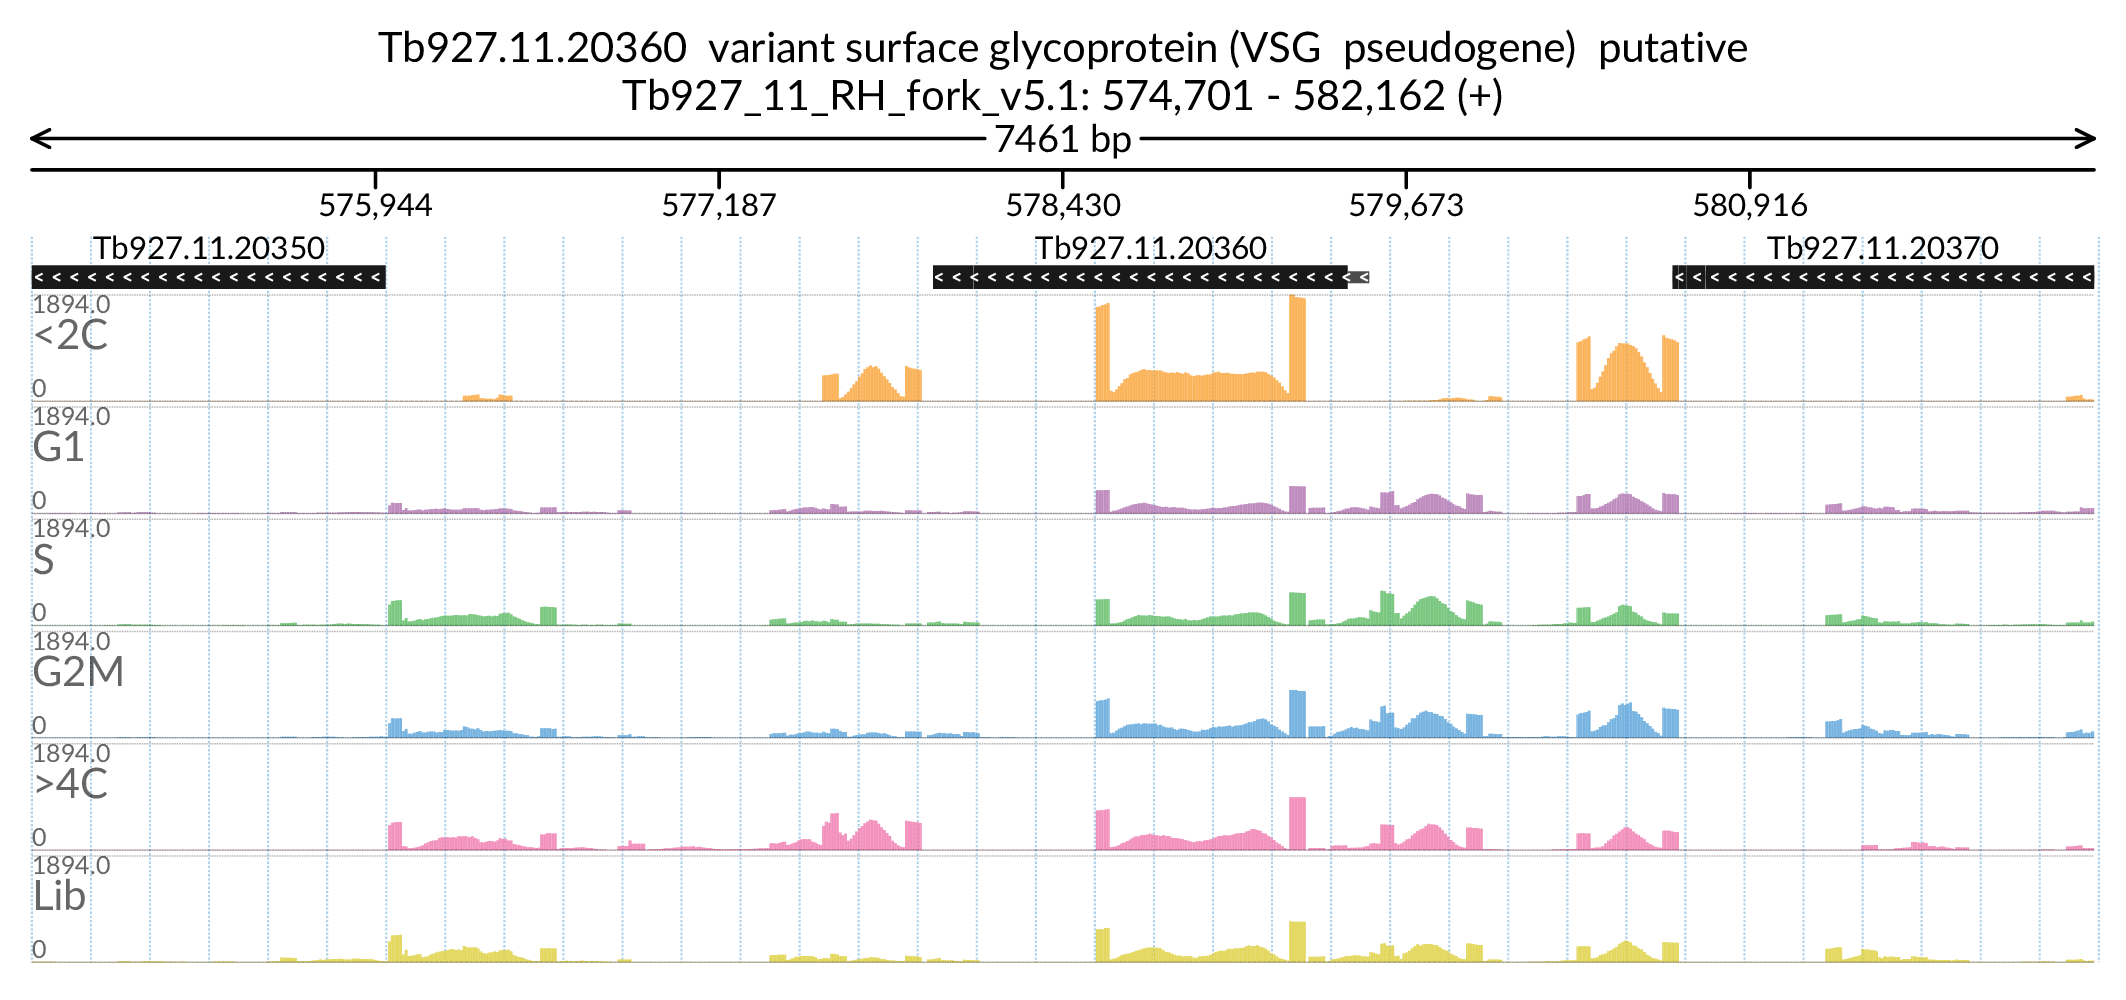 Tb927.11.20360 variant surface glycoprotein (VSG pseudogene) putative
Tb927_11_RH_fork_v5.1: 574,701 - 582,162 (+)
7461 bp
575,944 577,187 578,430 579,673 580,916
Tb927.11.20350 Tb927.11.20360 Tb927.11.20370
1894.0
<2C
0
1894.0
G1
0
1894.0
S
0
1894.0
G2M
0
1894.0
>4C
0
1894.0
Lib
0